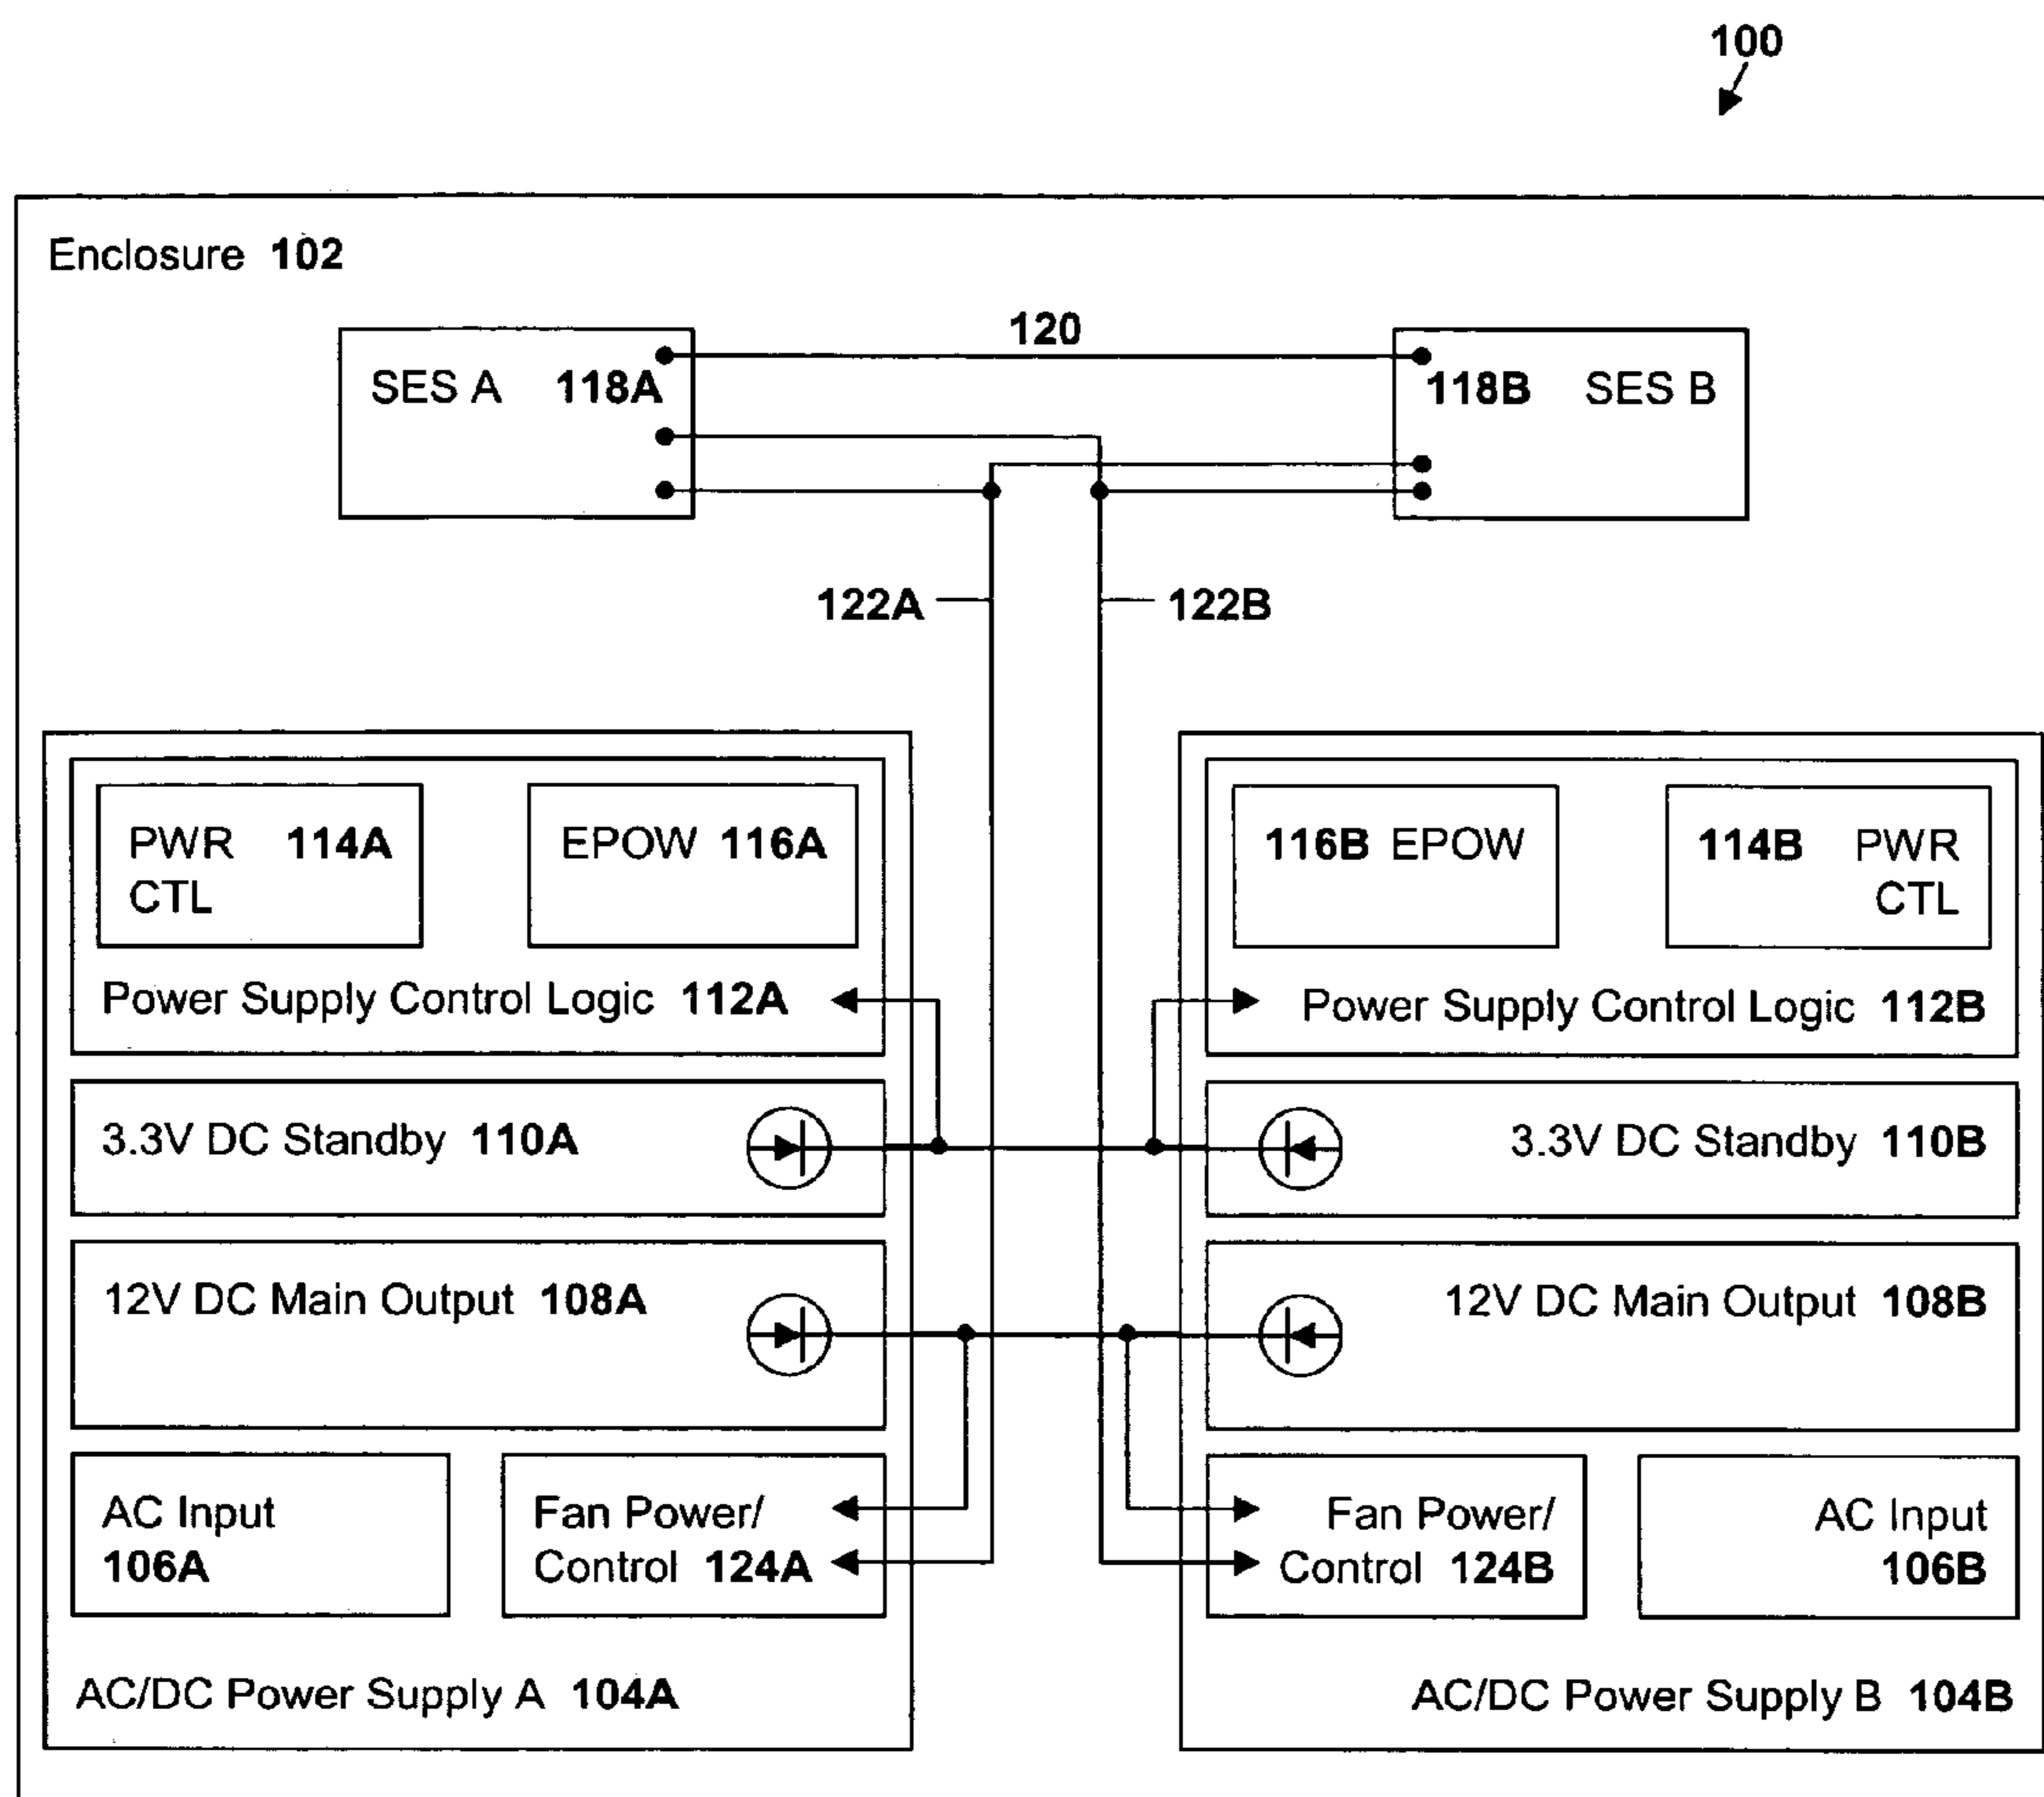 100
Enclosure 102
120
SES A 118A
118B SES B
122A
122B
PWR 114A
CTL
EPOW 116A
Power Supply Control Logic 112A
3.3V DC Standby 110A
12V DC Main Output 108A
AC Input
106A
Fan Power/
Control 124A
AC/DC Power Supply A 104A
116B EPOW
114B PWR
CTL
Power Supply Control Logic 112B
3.3V DC Standby 110B
12V DC Main Output 108B
Fan Power/
Control 124B
AC Input
106B
AC/DC Power Supply B 104B